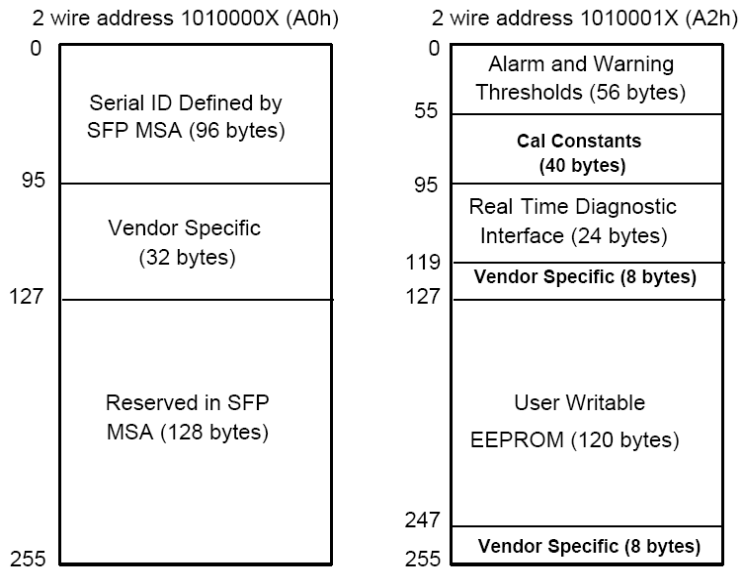 2 wire address 1010000X (A0h)
0
Serial ID Defined by
SFP MSA (96 bytes)
95
Vendor Specific
(32 bytes)
127
Reserved in SFP
MSA (128 bytes)
255
2 wire address 1010001X (A2h)
0
Alarm and Warning
Thresholds (56 bytes)
55
Cal Constants
(40 bytes)
95
Real Time Diagnostic
Interface (24 bytes)
119
Vendor Specific (8 bytes)
127
User Writable
EEPROM (120 bytes)
247
Vendor Specific (8 bytes)
255